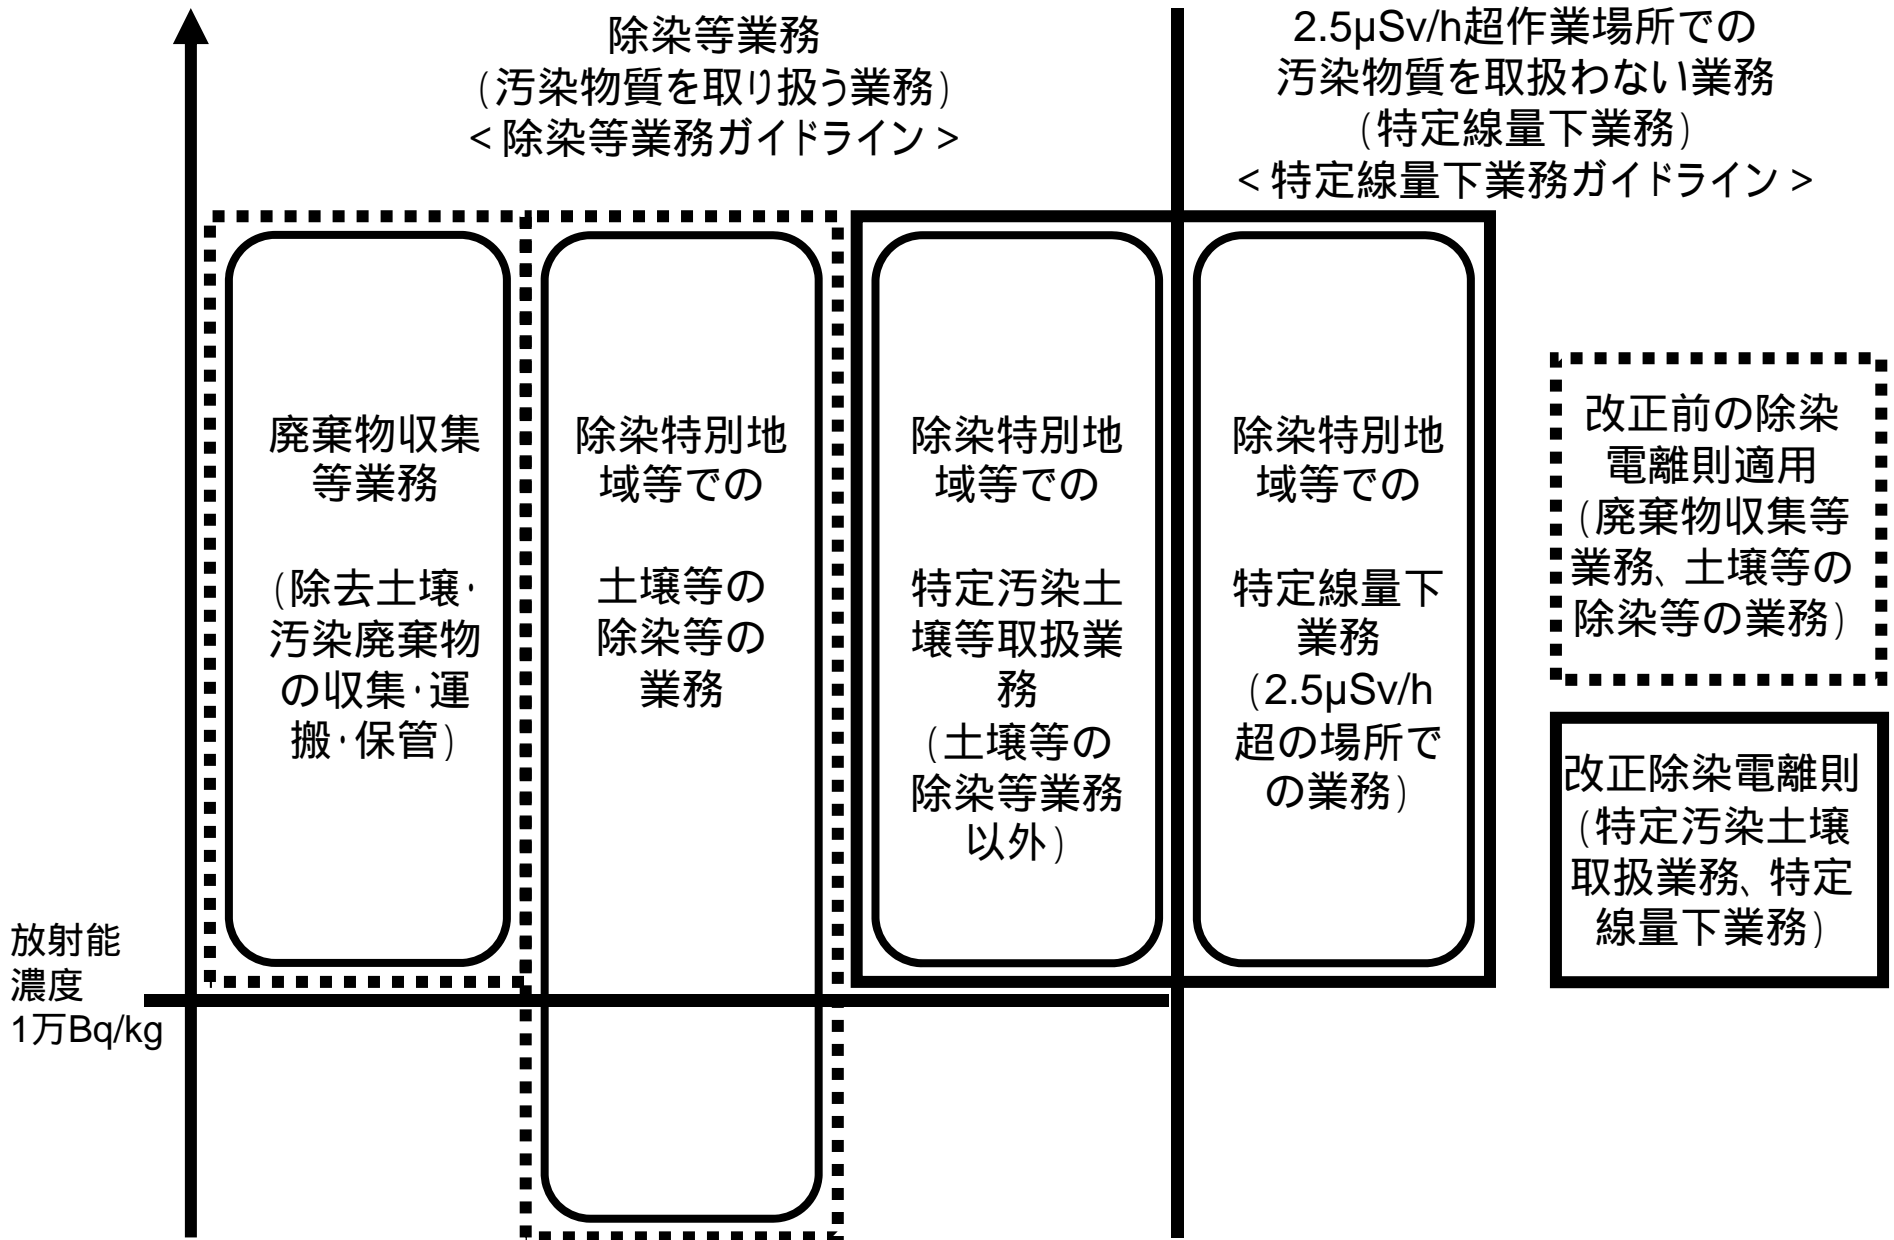 除染等業務
（汚染物質を取り扱う業務）
＜除染等業務ガイドライン＞
2.5μSv/h超作業場所での
汚染物質を取扱わない業務
（特定線量下業務）
＜特定線量下業務ガイドライン＞
廃棄物収集
等業務
（除去土壌・
汚染廃棄物
の収集・運
搬・保管）
除染特別地
域等での
土壌等の
除染等の
業務
除染特別地
域等での
特定汚染土
壌等取扱業
務
（土壌等の
除染等業務
以外）
除染特別地
域等での
特定線量下
業務
（2.5μSv/h
超の場所で
の業務）
改正前の除染
電離則適用
（廃棄物収集等
業務、土壌等の
除染等の業務）
改正除染電離則
（特定汚染土壌
取扱業務、特定
線量下業務）
放射能
濃度
1万Bq/kg